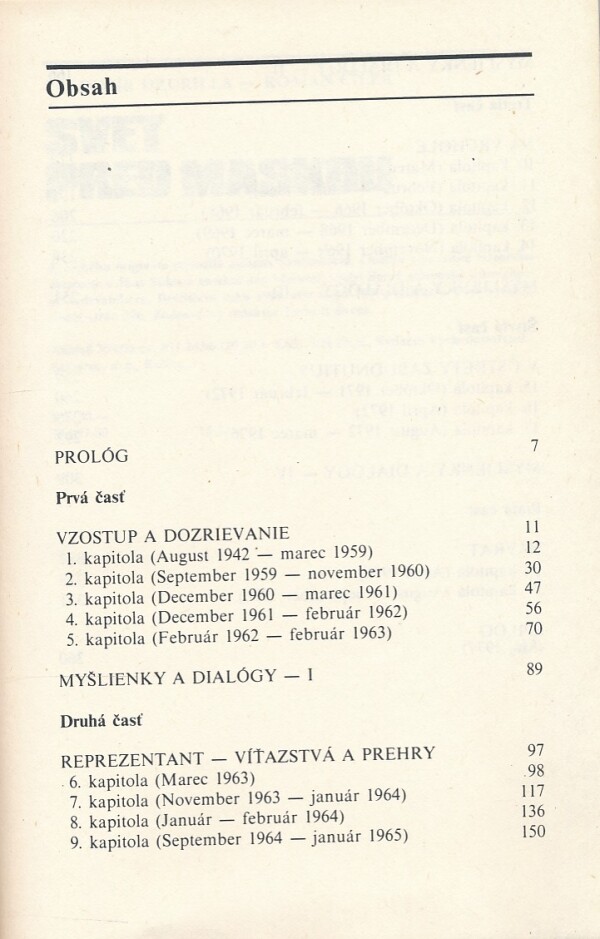 Obsah
PROLÓG 7
Prvá časť
VZOSTUP A DOZRIEVANIE 11
1. kapitola (August 1942 — marec 1959) 12
2. kapitola (September 1959 — november 1960) 30
3. kapitola (December 1960 — marec 1961) 47
4. kapitola (December 1961 — február 1962) 56
5. kapitola (Február 1962 — február 1963) 70
MYŠLIENKY A DIALÓGY — I 89
Druhá časť
REPREZENTANT — VÍŤAZSTVÁ A PREHRY 97
6. kapitola (Marec 1963) 98
7. kapitola (November 1963 — január 1964) 117
8. kapitola (Január — február 1964) 136
9. kapitola (September 1964 — január 1965) 150